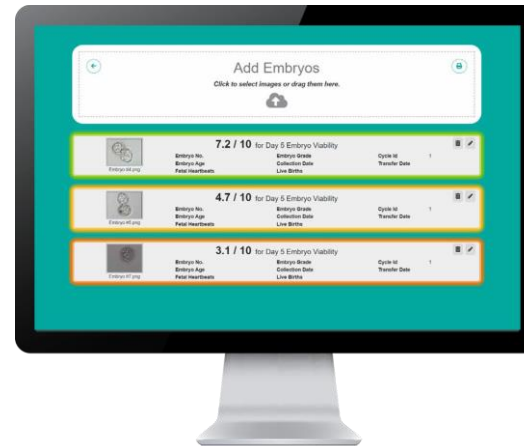 Add Embryos
Click to select images or drag them here.
7.2 / 10 for Day 5 Embryo Viability
Embryo No. Embryo Grade Cycle Id 1
Embryo Age Collection Date Transfer Date
Fetal Heartbeats Live Births
4.7 / 10 for Day 5 Embryo Viability
Embryo No. Embryo Grade Cycle Id 1
Embryo Age Collection Date Transfer Date
Fetal Heartbeats Live Births
3.1 / 10 for Day 5 Embryo Viability
Embryo No. Embryo Grade Cycle Id 1
Embryo Age Collection Date Transfer Date
Fetal Heartbeats Live Births